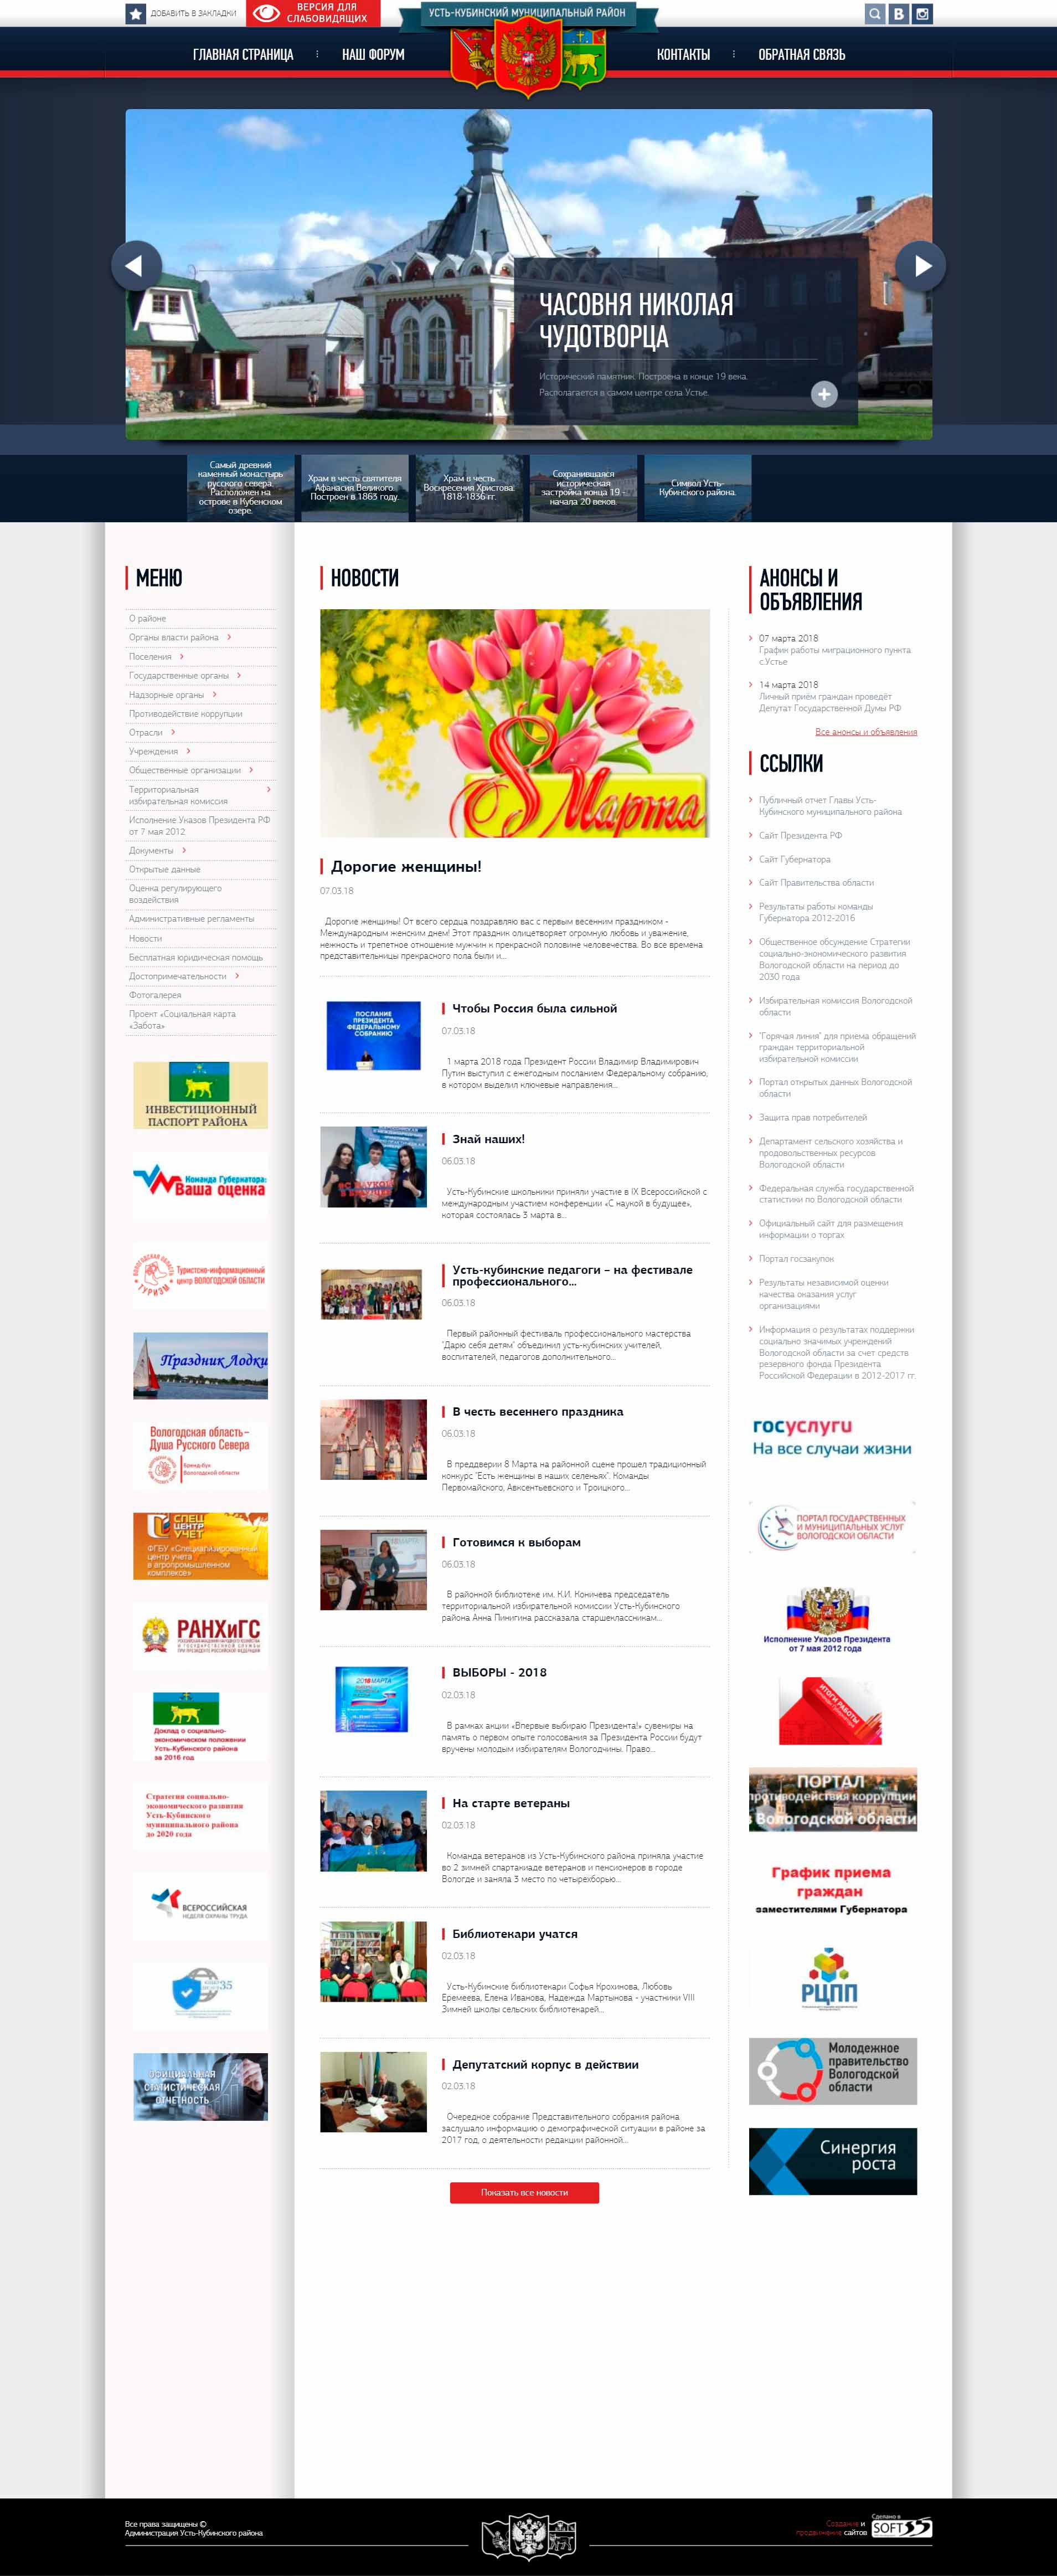 ДОБАВИТЬ В ЗАКЛАДКИ
ВЕРСИЯ ДЛЯ
СЛАБОВИДЯЩИХ
УСТЬ-КУБИНСКИЙ МУНИЦИПАЛЬНЫЙ РАЙОН
ГЛАВНАЯ СТРАНИЦА
НАШ ФОРУМ
КОНТАКТЫ
ОБРАТНАЯ СВЯЗЬ
ЧАСОВНЯ НИКОЛАЯ
ЧУДОТВОРЦА
Исторический памятник. Построена в конце 19 века.
Располагается в самом центре села Устье.
Самый древний
каменный монастырь
русского севера.
Расположен на
острове в Кубенском
озере.
Храм в честь святителя
Афанасия Великого.
Построен в 1863 году.
Храм в честь
Воскресения Христова.
1818-1836 гг.
Сохранившаяся
историческая
застройка конца 19 -
начала 20 веков.
Символ Усть-
Кубинского района.
МЕНЮ
О районе
Органы власти района
Поселения
Государственные органы
Надзорные органы
Противодействие коррупции
Отрасли
Учреждения
Общественные организации
Территориальная
избирательная комиссия
Исполнение Указов Президента РФ
от 7 мая 2012
Документы
Открытые данные
Оценка регулирующего
воздействия
Административные регламенты
Новости
Бесплатная юридическая помощь
Достопримечательности
Фотогалерея
Проект «Социальная карта
«Забота»
ИНВЕСТИЦИОННЫЙ
ПАСПОРТ РАЙОНА
Команда Губернатора:
Ваша оценка
Туристско-информационный
центр ВОЛОГОДСКОЙ ОБЛАСТИ
Праздник Лодки
Вологодская область–
Душа Русского Севера
Бренд-бук
Вологодской области
СПЕЦ
ЦЕНТР
УЧЕТ
ФГБУ «Специализированный
центр учета
в агропромышленном
комплексе»
РАНХиГС
Доклад о социально-
экономическом положении
Усть-Кубинского района
за 2016 год
Стратегия социально-
экономического развития
Усть-Кубинского
муниципального района
до 2020 года
ВСЕРОССИЙСКАЯ
НЕДЕЛЯ ОХРАНЫ ТРУДА
35
ОФИЦИАЛЬНАЯ
СТАТИСТИЧЕСКАЯ
ОТЧЕТНОСТЬ
НОВОСТИ
8 Марта
Дорогие женщины!
07.03.18
Дорогие женщины! От всего сердца поздравляю вас с первым весенним праздником -
Международным женским днем! Этот праздник олицетворяет огромную любовь и уважение,
нежность и трепетное отношение мужчин к прекрасной половине человечества. Во все времена
представительницы прекрасного пола были и...
ПОСЛАНИЕ
ПРЕЗИДЕНТА
ФЕДЕРАЛЬНОМУ
СОБРАНИЮ
Чтобы Россия была сильной
07.03.18
1 марта 2018 года Президент России Владимир Владимирович
Путин выступил с ежегодным посланием Федеральному собранию,
в котором выделил ключевые направления...
Знай наших!
06.03.18
Усть-Кубинские школьники приняли участие в IX Всероссийской с
международным участием конференции «С наукой в будущее»,
которая состоялась 3 марта в...
Усть-кубинские педагоги – на фестивале
профессионального...
06.03.18
Первый районный фестиваль профессионального мастерства
"Дарю себя детям" объединил усть-кубинских учителей,
воспитателей, педагогов дополнительного...
В честь весеннего праздника
06.03.18
В преддверии 8 Марта на районной сцене прошел традиционный
конкурс "Есть женщины в наших селеньях". Команды
Первомайского, Авксентьевского и Троицкого...
Готовимся к выборам
06.03.18
В районной библиотеке им. К.И. Коничева председатель
территориальной избирательной комиссии Усть-Кубинского
района Анна Пинигина рассказала старшеклассникам...
2018 МАРТА
ВЫБОРЫ - 2018
02.03.18
В рамках акции «Впервые выбираю Президента!» сувениры на
память о первом опыте голосования за Президента России будут
вручены молодым избирателям Вологодчины. Право...
На старте ветераны
02.03.18
Команда ветеранов из Усть-Кубинского района приняла участие
во 2 зимней спартакиаде ветеранов и пенсионеров в городе
Вологде и заняла 3 место по четырехборью...
Библиотекари учатся
02.03.18
Усть-Кубинские библиотекари Софья Крохинова, Любовь
Еремеева, Елена Иванова, Надежда Мартынова - участники VIII
Зимней школы сельских библиотекарей...
Депутатский корпус в действии
02.03.18
Очередное собрание Представительного собрания района
заслушало информацию о демографической ситуации в районе за
2017 год, о деятельности редакции районной...
Показать все новости
АНОНСЫ И
ОБЪЯВЛЕНИЯ
07 марта 2018
График работы миграционного пункта
с.Устье
14 марта 2018
Личный приём граждан проведёт
Депутат Государственной Думы РФ
Все анонсы и объявления
ССЫЛКИ
Публичный отчет Главы Усть-
Кубинского муниципального района
Сайт Президента РФ
Сайт Губернатора
Сайт Правительства области
Результаты работы команды
Губернатора 2012-2016
Общественное обсуждение Стратегии
социально-экономического развития
Вологодской области на период до
2030 года
Избирательная комиссия Вологодской
области
"Горячая линия" для приема обращений
граждан территориальной
избирательной комиссии
Портал открытых данных Вологодской
области
Защита прав потребителей
Департамент сельского хозяйства и
продовольственных ресурсов
Вологодской области
Федеральная служба государственной
статистики по Вологодской области
Официальный сайт для размещения
информации о торгах
Портал госзакупок
Результаты независимой оценки
качества оказания услуг
организациями
Информация о результатах поддержки
социально значимых учреждений
Вологодской области за счет средств
резервного фонда Президента
Российской Федерации в 2012-2017 гг.
госуслуги
На все случаи жизни
ПОРТАЛ ГОСУДАРСТВЕННЫХ
И МУНИЦИПАЛЬНЫХ УСЛУГ
ВОЛОГОДСКОЙ ОБЛАСТИ
Исполнение Указов Президента
от 7 мая 2012 года
ИТОГИ РАБОТЫ
ПОРТАЛ
противодействия коррупции
Вологодской области
График приема
граждан
заместителями Губернатора
РЦПП
Молодежное
правительство
Вологодской
области
Синергия
роста
Все права защищены ©
Администрация Усть-Кубинского района
Создание и
продвижение сайтов
Сделано в
SOFT35